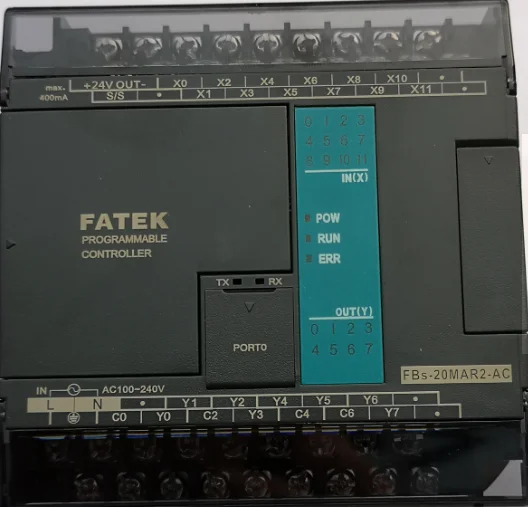 max. +24V OUT- X0 X2 X4 X6 X8 X10
400mA S/S X1 X3 X5 X7 X9 X11
0 1 2 3
4 5 6 7
8 9 10 11
IN(X)
FATEK
PROGRAMMABLE
CONTROLLER
POW
RUN
ERR
TX RX
PORT0
OUT(Y)
0 1 2 3
4 5 6 7
FBs-20MAR2-AC
IN AC100-240V
L N • Y1 Y2 Y4 Y5 Y6 •
C0 Y0 C2 Y3 C4 C6 Y7 •